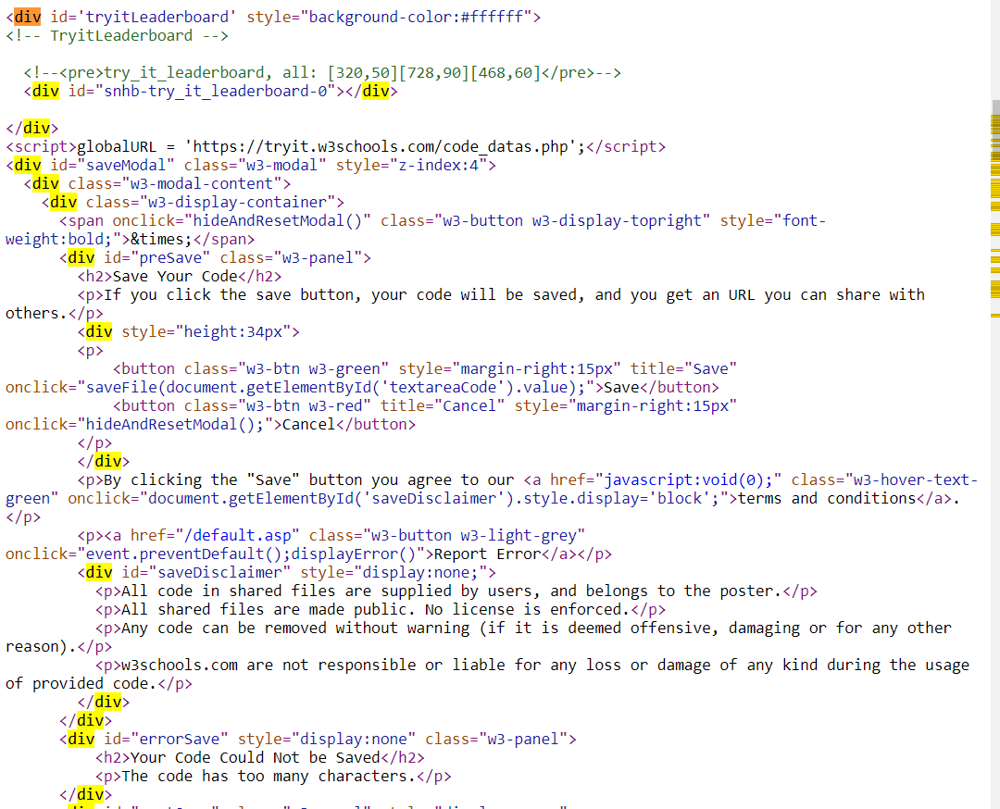 <div id='tryitLeaderboard' style="background-color:#ffffff">
<!-- TryitLeaderboard -->
<!--<pre>try_it_leaderboard, all: [320,50][728,90][468,60]</pre>-->
<div id="snhb-try_it_leaderboard-0"></div>
</div>
<script>globalURL = 'https://tryit.w3schools.com/code_datas.php';</script>
<div id="saveModal" class="w3-modal" style="z-index:4">
<div class="w3-modal-content">
<div class="w3-display-container">
<span onclick="hideAndResetModal()" class="w3-button w3-display-topright" style="font-
weight:bold;">&times;</span>
<div id="preSave" class="w3-panel">
<h2>Save Your Code</h2>
<p>If you click the save button, your code will be saved, and you get an URL you can share with
others.</p>
<div style="height:34px">
<p>
<button class="w3-btn w3-green" style="margin-right:15px" title="Save"
onclick="saveFile(document.getElementById('textareaCode').value);">Save</button>
<button class="w3-btn w3-red" title="Cancel" style="margin-right:15px"
onclick="hideAndResetModal();">Cancel</button>
</p>
</div>
<p>By clicking the "Save" button you agree to our <a href="javascript:void(0);" class="w3-hover-text-
green" onclick="document.getElementById('saveDisclaimer').style.display='block';">terms and conditions</a>.
</p>
<p><a href="/default.asp" class="w3-button w3-light-grey"
onclick="event.preventDefault();displayError()">Report Error</a></p>
<div id="saveDisclaimer" style="display:none;">
<p>All code in shared files are supplied by users, and belongs to the poster.</p>
<p>All shared files are made public. No license is enforced.</p>
<p>Any code can be removed without warning (if it is deemed offensive, damaging or for any other
reason).</p>
<p>w3schools.com are not responsible or liable for any loss or damage of any kind during the usage
of provided code.</p>
</div>
</div>
<div id="errorSave" style="display:none" class="w3-panel">
<h2>Your Code Could Not be Saved</h2>
<p>The code has too many characters.</p>
</div>